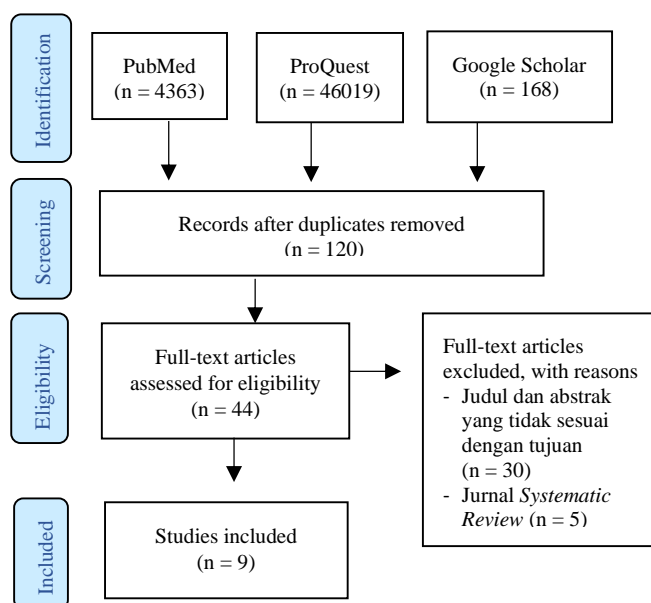 Identification
PubMed
(n = 4363)
ProQuest
(n = 46019)
Google Scholar
(n = 168)
Screening
Records after duplicates removed
(n = 120)
Eligibility
Full-text articles
assessed for eligibility
(n = 44)
Full-text articles
excluded, with reasons
- Judul dan abstrak
yang tidak sesuai
dengan tujuan
(n = 30)
- Jurnal Systematic
Review (n = 5)
Included
Studies included
(n = 9)